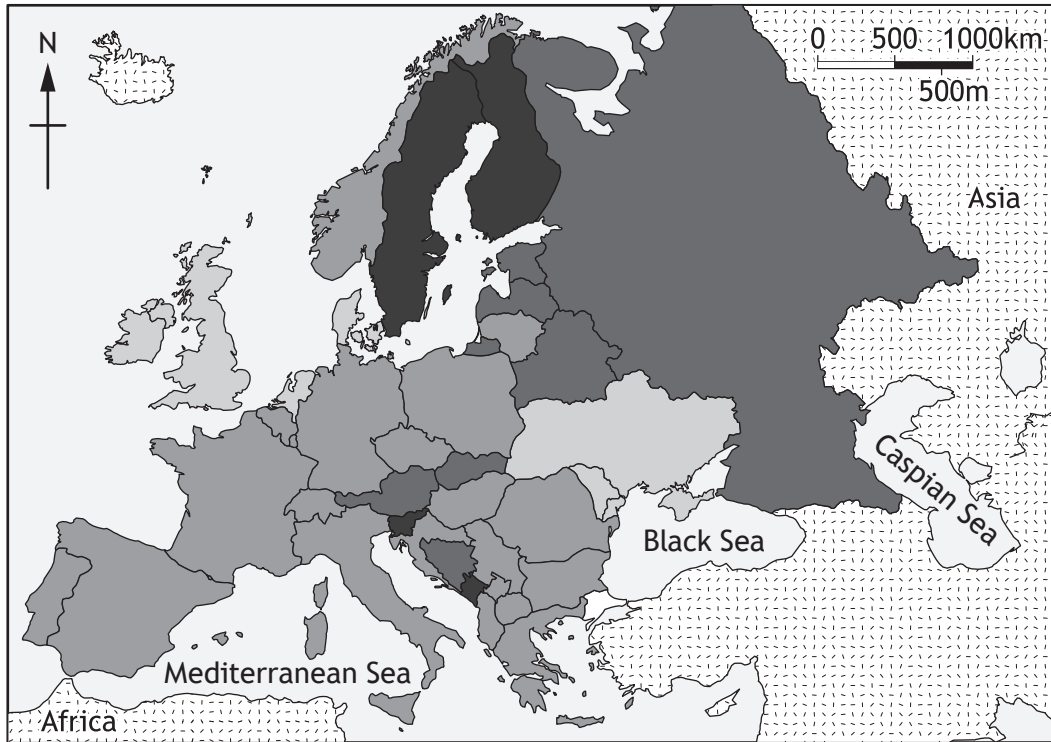 N
0 500 1000km
500m
Asia
Caspian Sea
Black Sea
Mediterranean Sea
Africa